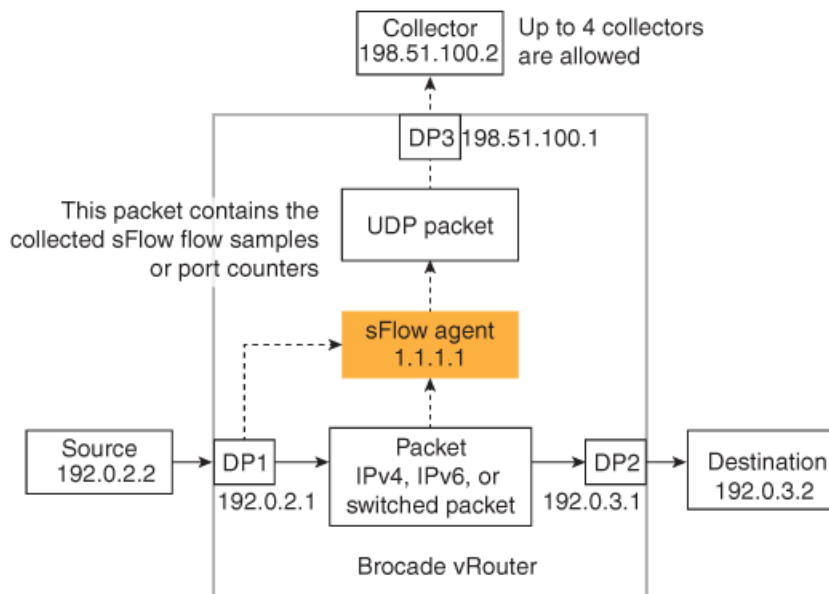 Collector
198.51.100.2
Up to 4 collectors
are allowed
DP3
198.51.100.1
This packet contains the
collected sFlow flow samples
or port counters
UDP packet
sFlow agent
1.1.1.1
Source
192.0.2.2
DP1
192.0.2.1
Packet
IPv4, IPv6, or
switched packet
DP2
192.0.3.1
Destination
192.0.3.2
Brocade vRouter